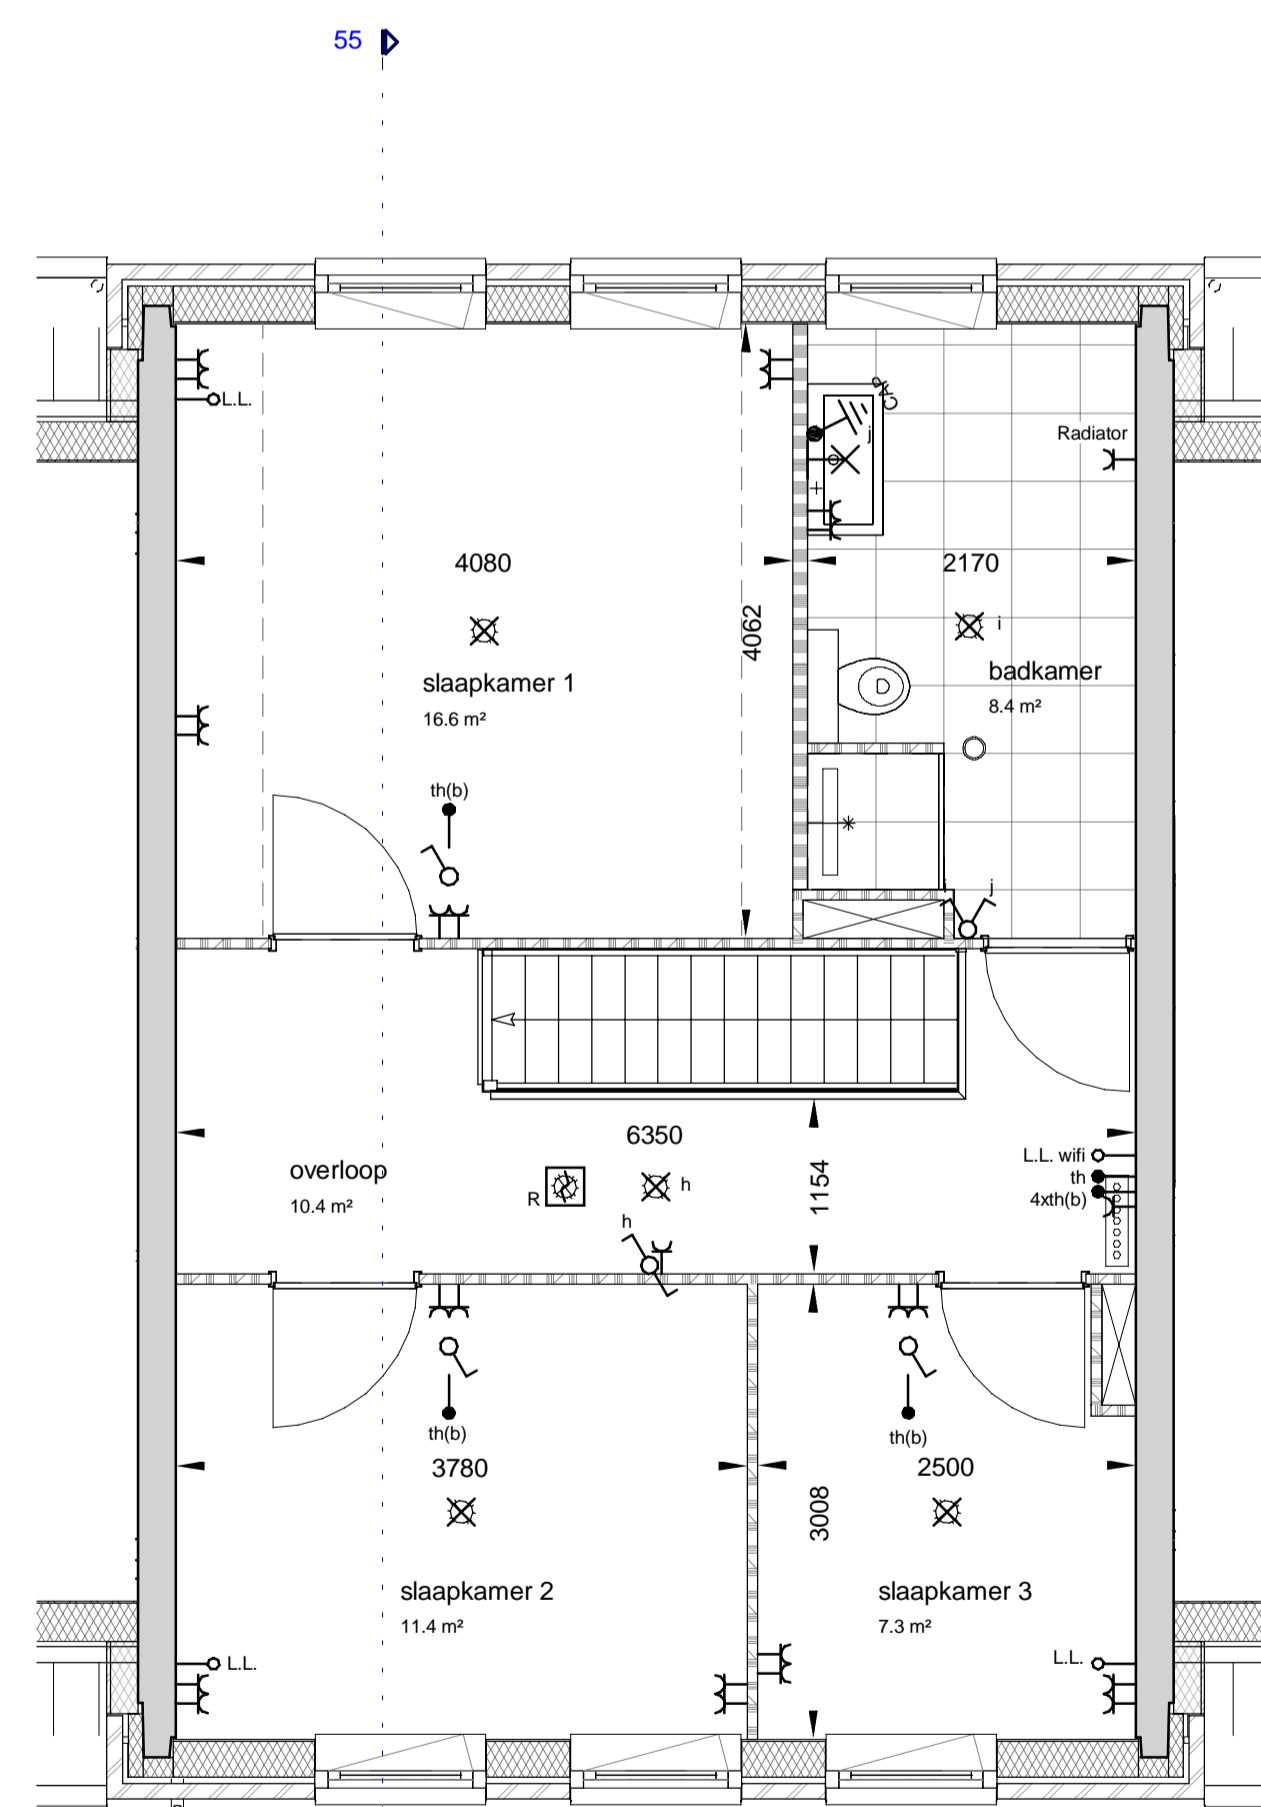 55
L.L.
CAP
j
Radiator
4080
2170
4062
i
slaapkamer 1
16.6 m²
badkamer
8.4 m²
th(b)
j
6350
1154
L.L. wifi
th
4xth(b)
overloop
10.4 m²
R
h
h
th(b)
th(b)
3780
2500
3008
slaapkamer 2
11.4 m²
slaapkamer 3
7.3 m²
L.L.
L.L.